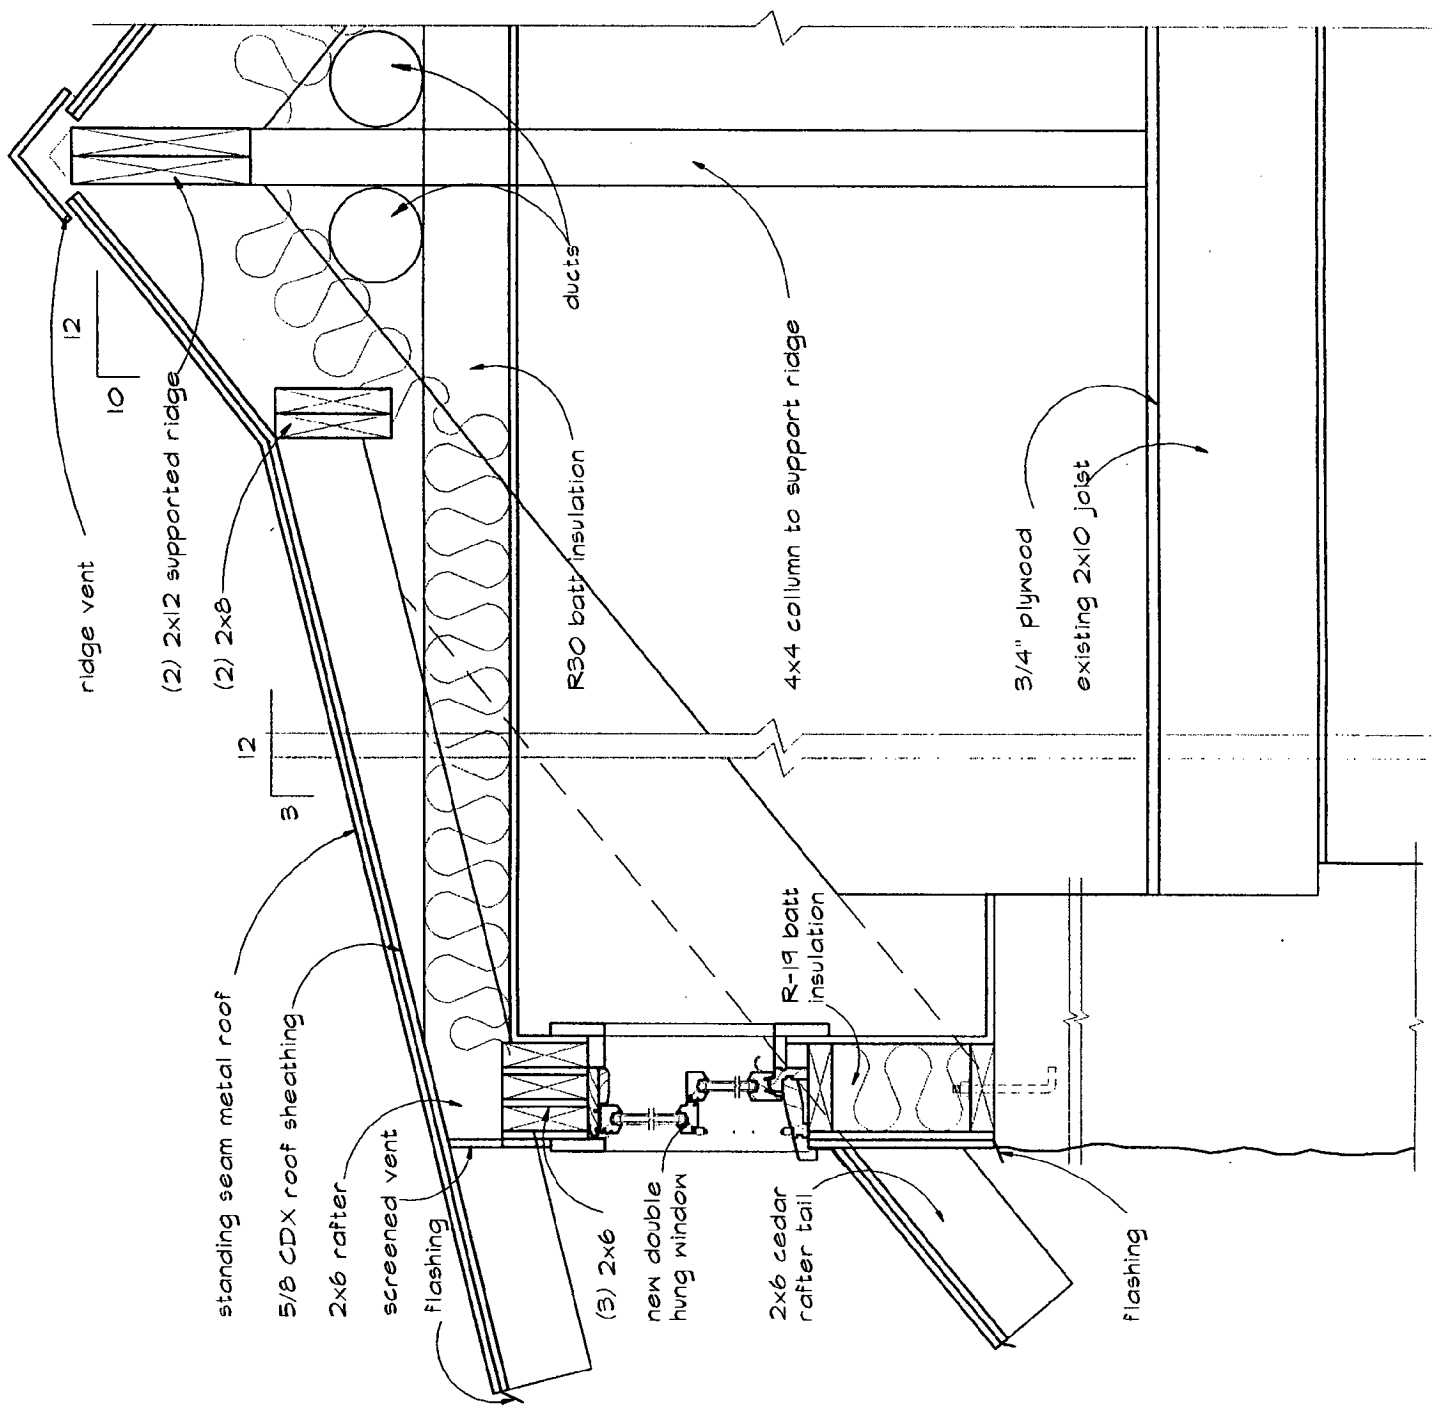 standing seam metal roof
5/8 CDX roof sheathing
2x6 rafter
screened vent
flashing
(3) 2x6
new double
hung window
2x6 cedar
rafter tail
flashing
R-19 batt
insulation
3
12
ridge vent
(2) 2x12 supported ridge
(2) 2x8
R30 batt insulation
4x4 collumn to support ridge
3/4" plywood
existing 2x10 joist
10
12
ducts